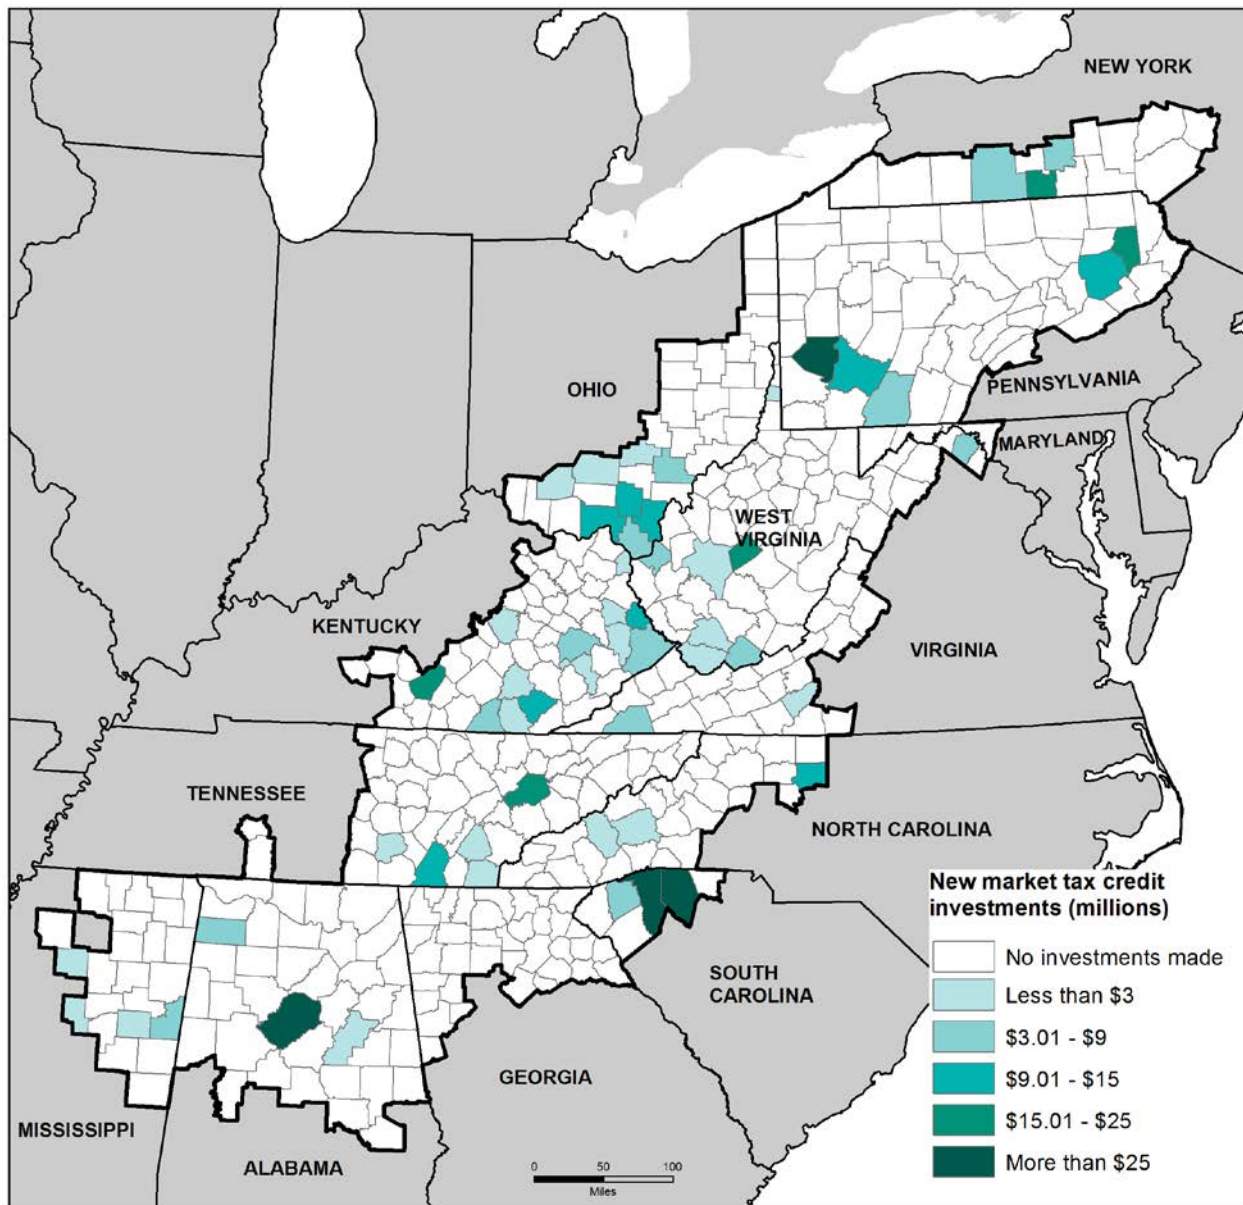 NEW YORK
PENNSYLVANIA
OHIO
MARYLAND
WEST
VIRGINIA
KENTUCKY
VIRGINIA
TENNESSEE
NORTH CAROLINA
New market tax credit
investments (millions)
No investments made
Less than $3
$3.01 - $9
$9.01 - $15
$15.01 - $25
More than $25
SOUTH
CAROLINA
GEORGIA
MISSISSIPPI
ALABAMA
0 50 100
Miles